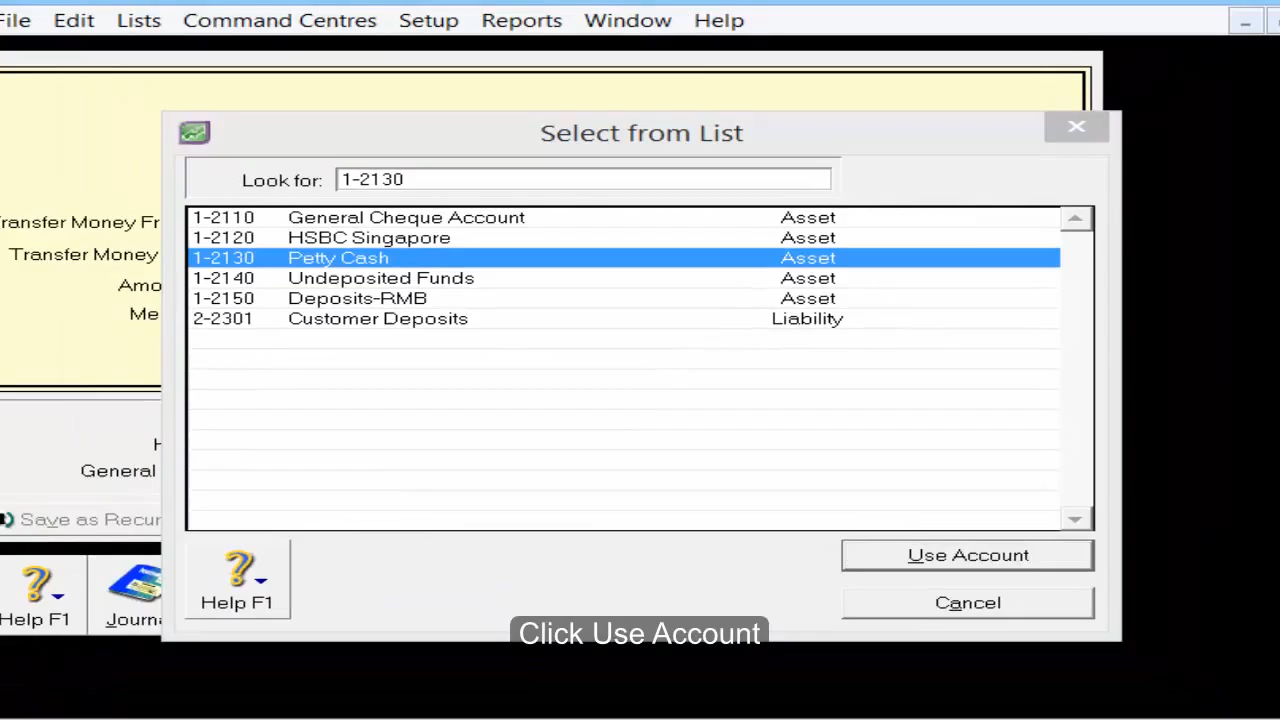 File Edit Lists Command Centres Setup Reports Window Help
Select from List
Look for: 1-2130
1-2110 General Cheque Account Asset
1-2120 HSBC Singapore Asset
1-2130 Petty Cash Asset
1-2140 Undeposited Funds Asset
1-2150 Deposits-RMB Asset
2-2301 Customer Deposits Liability
Transfer Money Fr
Transfer Money
Amo
Me
H
General
Save as Recur
Use Account
Cancel
Help F1
Help F1
Journa
Click Use Account